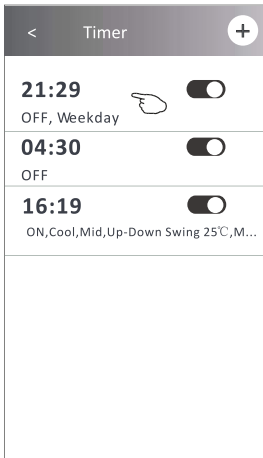 < Timer +
21:29
OFF, Weekday
04:30
OFF
16:19
ON,Cool,Mid,Up-Down Swing 25℃,M...